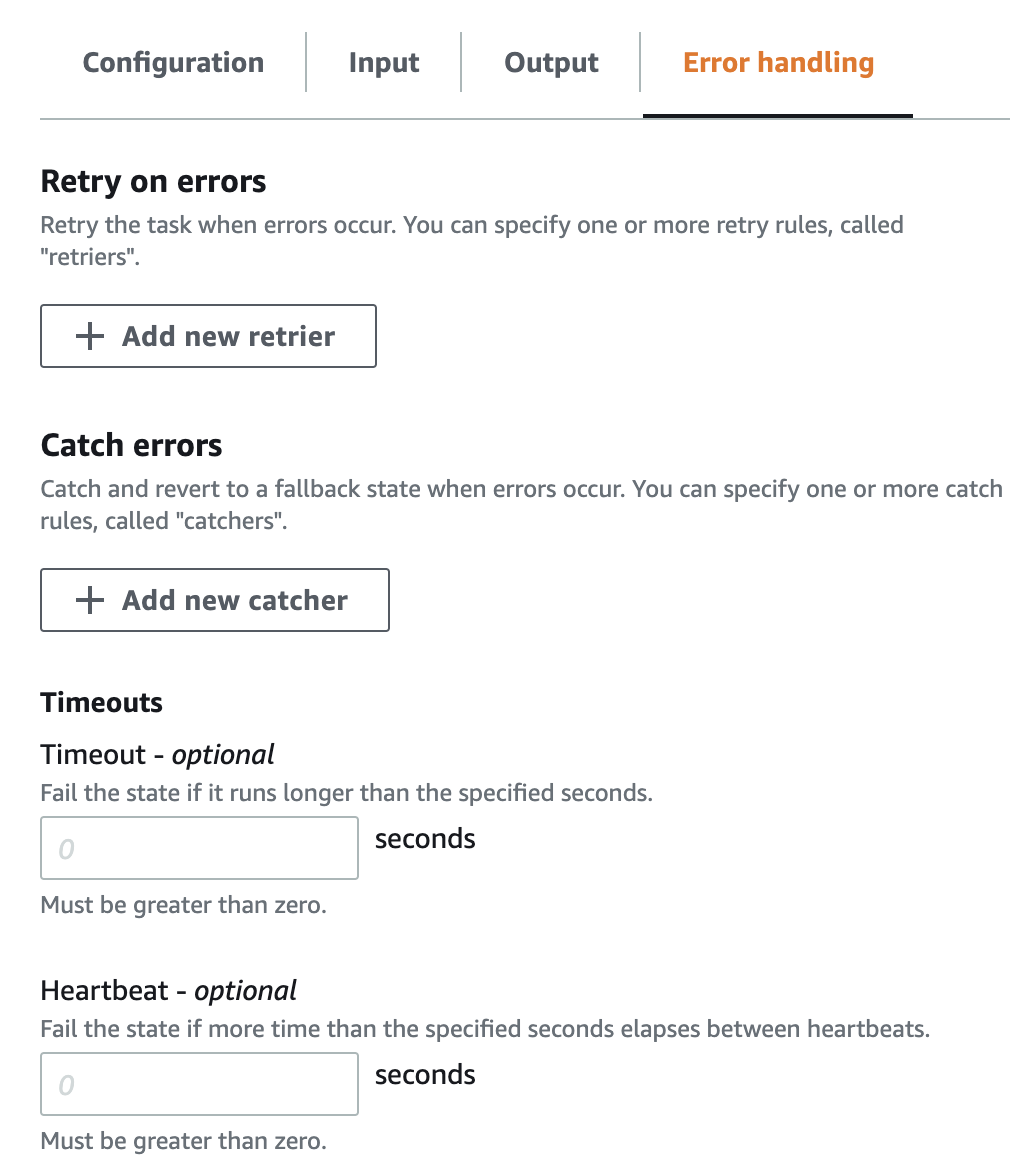 Configuration Input Output Error handling
Retry on errors
Retry the task when errors occur. You can specify one or more retry rules, called
"retriers".
+ Add new retrier
Catch errors
Catch and revert to a fallback state when errors occur. You can specify one or more catch
rules, called "catchers".
+ Add new catcher
Timeouts
Timeout - optional
Fail the state if it runs longer than the specified seconds.
0 seconds
Must be greater than zero.
Heartbeat - optional
Fail the state if more time than the specified seconds elapses between heartbeats.
0 seconds
Must be greater than zero.